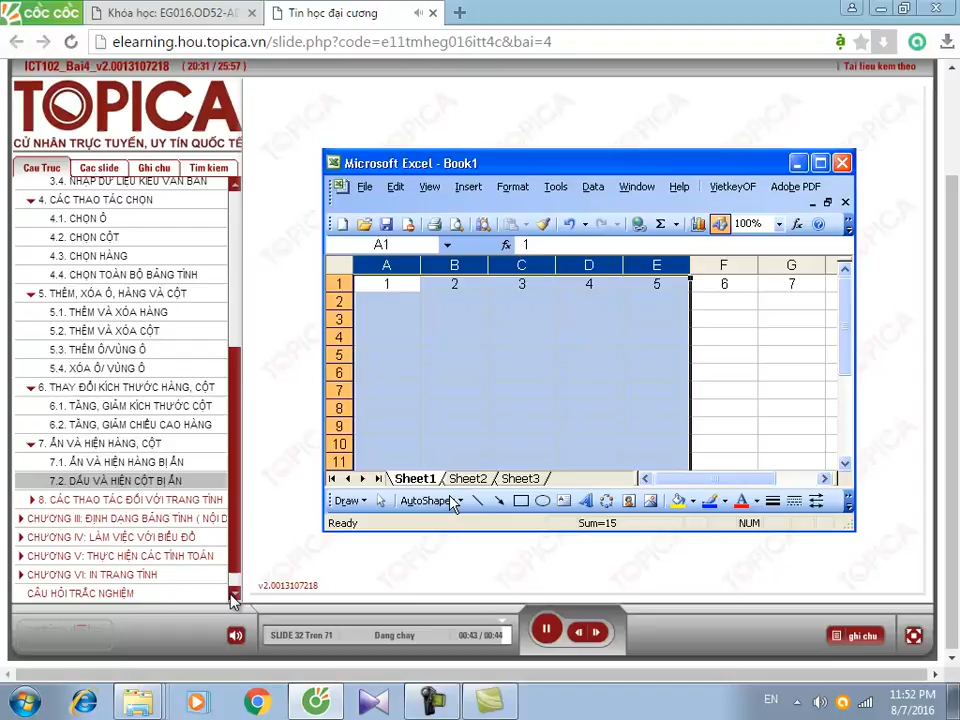 CỐC CỐC
Khóa học: EG016.OD52-AD
Tin học đại cương
elearning.hou.topica.vn/slide.php?code=e11tmheg016itt4c&bai=4
ICT102_Bai4_v2.0013107218 ( 20:31 / 25:57 )
Tai lieu kem theo
TOPICA
CỬ NHÂN TRỰC TUYẾN, UY TÍN QUỐC TẾ
Cau Truc
Cac slide
Ghi chu
Tim kiem
3.4. NHẬP DỮ LIỆU KIỂU VĂN BẢN
4. CÁC THAO TÁC CHỌN
4.1. CHỌN Ô
4.2. CHỌN CỘT
4.3. CHỌN HÀNG
4.4. CHỌN TOÀN BỘ BẢNG TÍNH
5. THÊM, XÓA Ô, HÀNG VÀ CỘT
5.1. THÊM VÀ XÓA HÀNG
5.2. THÊM VÀ XÓA CỘT
5.3. THÊM Ô/VÙNG Ô
5.4. XÓA Ô/ VÙNG Ô
6. THAY ĐỔI KÍCH THƯỚC HÀNG, CỘT
6.1. TĂNG, GIẢM KÍCH THƯỚC CỘT
6.2. TĂNG, GIẢM CHIỀU CAO HÀNG
7. ẨN VÀ HIỆN HÀNG, CỘT
7.1. ẨN VÀ HIỆN HÀNG BỊ ẨN
7.2. DẤU VÀ HIỆN CỘT BỊ ẨN
8. CÁC THAO TÁC ĐỐI VỚI TRANG TÍNH
CHƯƠNG III: ĐỊNH DẠNG BẢNG TÍNH ( NỘI D
CHƯƠNG IV: LÀM VIỆC VỚI BIỂU ĐỒ
CHƯƠNG V: THỰC HIỆN CÁC TÍNH TOÁN
CHƯƠNG VI: IN TRANG TÍNH
CÂU HỎI TRẮC NGHIỆM
Microsoft Excel - Book1
File Edit View Insert Format Tools Data Window Help VietkeyOF Adobe PDF
100%
A1 fx 1
A B C D E F G
1 1 2 3 4 5 6 7
2
3
4
5
6
7
8
9
10
11
Sheet1 Sheet2 Sheet3
Draw AutoShape
Ready Sum=15 NUM
v2.0013107218
SLIDE 32 Tren 71 Dang chay 00:43 / 00:44
ghi chu
EN
11:52 PM
8/7/2016